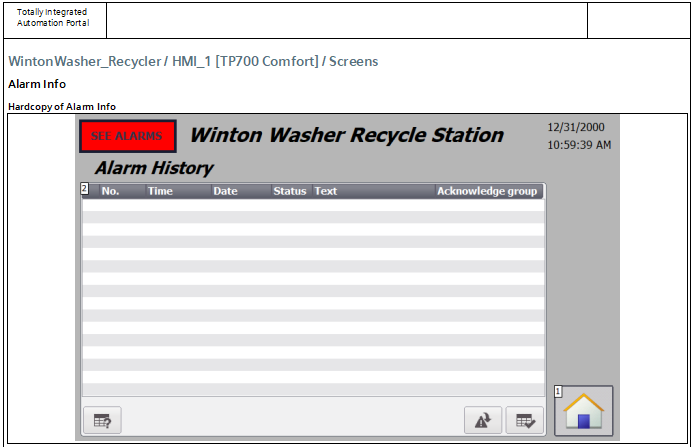 Totally Integrated
Automation Portal
WintonWasher_Recycler / HMI_1 [TP700 Comfort] / Screens
Alarm Info
Hardcopy of Alarm Info
SEE ALARMS
Winton Washer Recycle Station
12/31/2000
10:59:39 AM
Alarm History
2 No. Time Date Status Text Acknowledge group
1